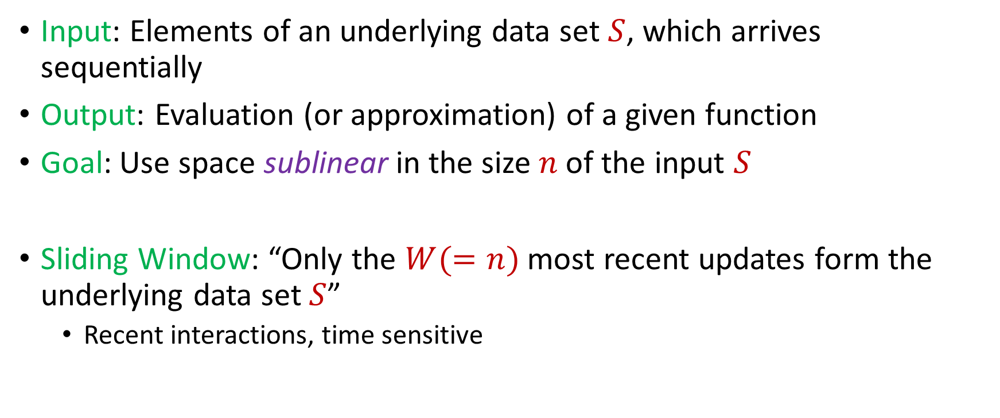 • Input: Elements of an underlying data set S, which arrives
sequentially
• Output: Evaluation (or approximation) of a given function
• Goal: Use space sublinear in the size n of the input S
• Sliding Window: “Only the W(= n) most recent updates form the
underlying data set S”
• Recent interactions, time sensitive